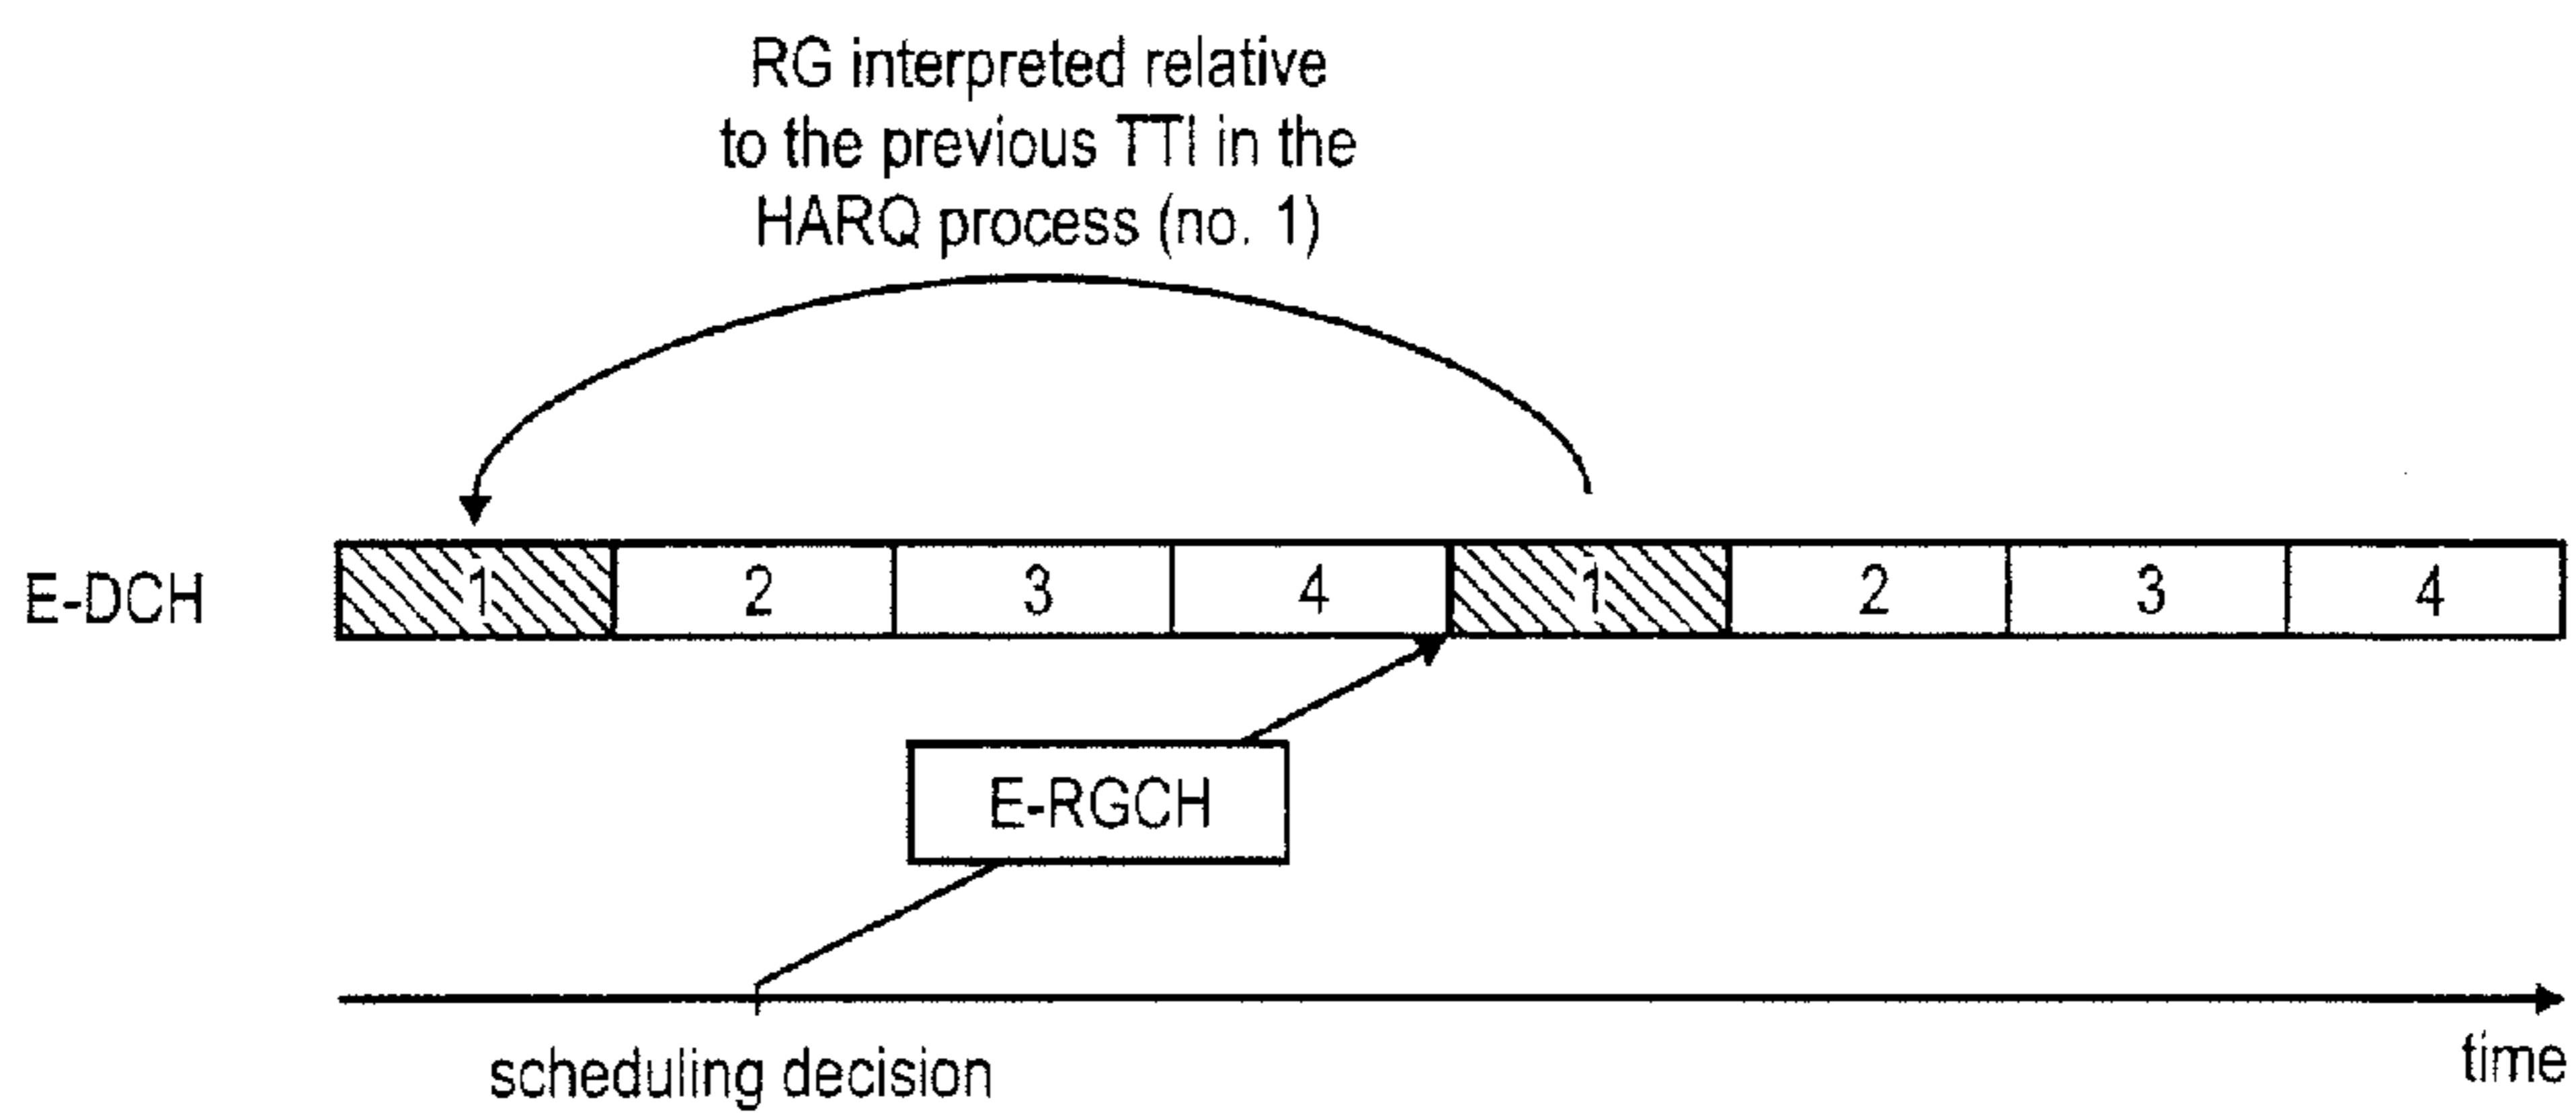 RG interpreted relative
to the previous TTI in the
HARQ process (no. 1)
E-DCH 1 2 3 4 1 2 3 4
E-RGCH
scheduling decision
time